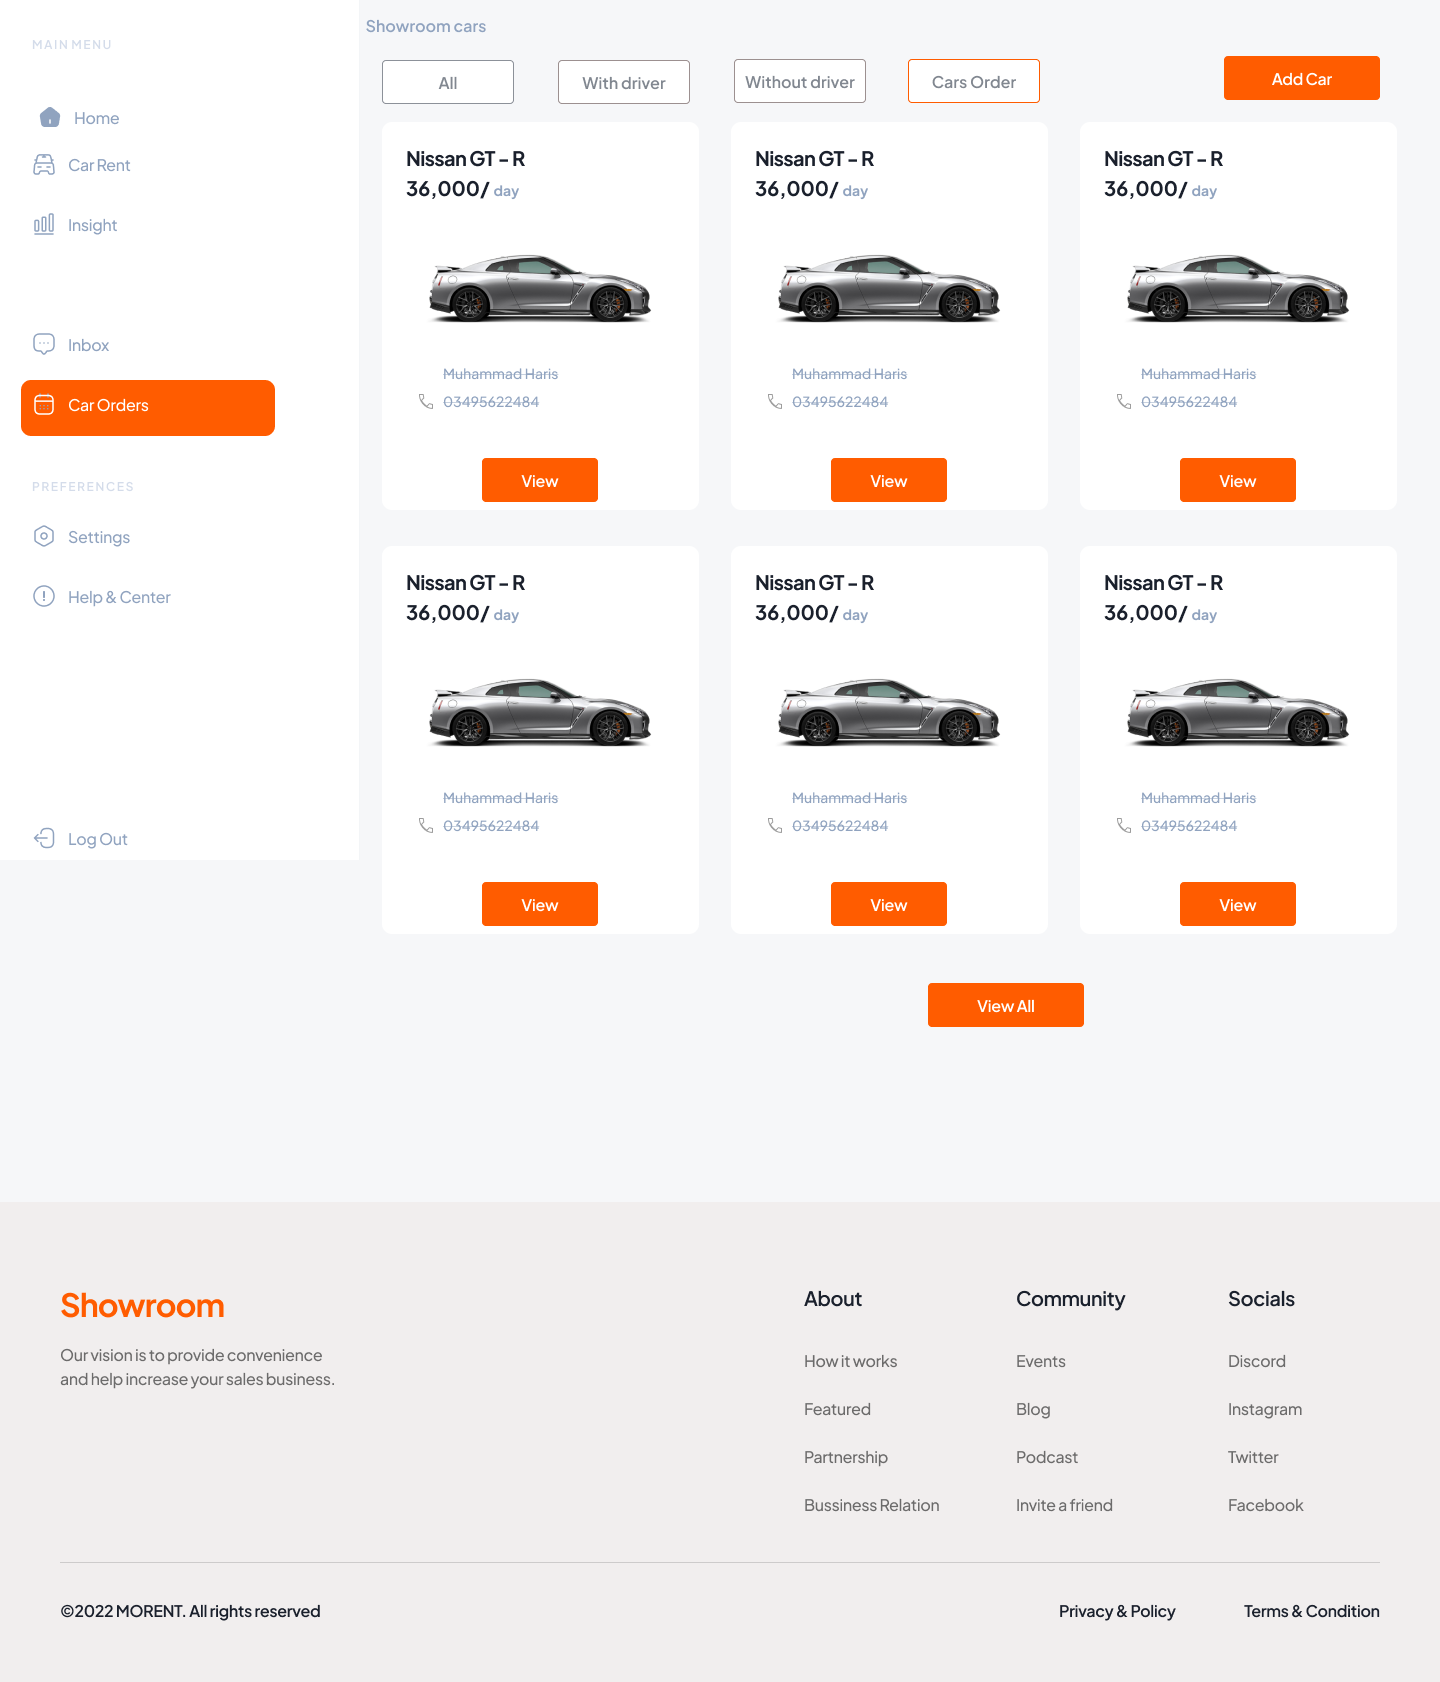 MAIN MENU
Home
Car Rent
Insight
Inbox
Car Orders
PREFERENCES
Settings
Help & Center
Log Out
Showroom cars
All
With driver
Without driver
Cars Order
Add Car
Nissan GT - R
36,000/ day
Muhammad Haris
03495622484
View
Nissan GT - R
36,000/ day
Muhammad Haris
03495622484
View
Nissan GT - R
36,000/ day
Muhammad Haris
03495622484
View
Nissan GT - R
36,000/ day
Muhammad Haris
03495622484
View
Nissan GT - R
36,000/ day
Muhammad Haris
03495622484
View
Nissan GT - R
36,000/ day
Muhammad Haris
03495622484
View
View All
Showroom
Our vision is to provide convenience
and help increase your sales business.
About
How it works
Featured
Partnership
Bussiness Relation
Community
Events
Blog
Podcast
Invite a friend
Socials
Discord
Instagram
Twitter
Facebook
©2022 MORENT. All rights reserved
Privacy & Policy
Terms & Condition